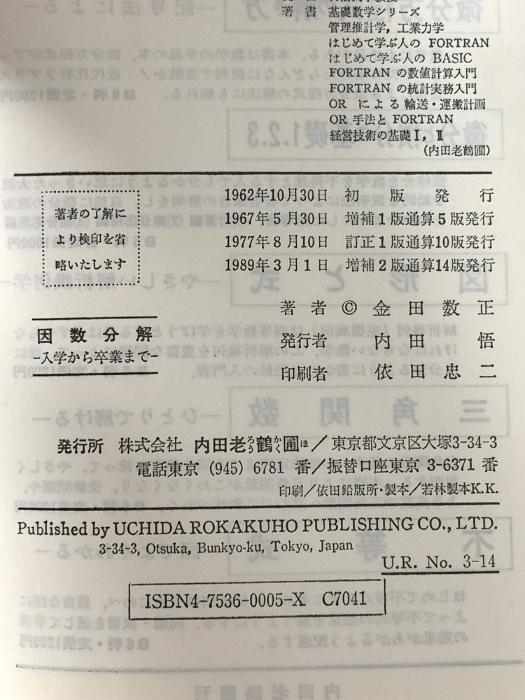 著書 基礎数学シリーズ
管理推計学，工業力学
はじめて学ぶ人の FORTRAN
はじめて学ぶ人の BASIC
FORTRAN の数値計算入門
FORTRAN の統計実務入門
OR による輸送・運搬計画
OR 手法と FORTRAN
経営技術の基礎Ⅰ，Ⅱ
(内田老鶴圃)
著者の了解に
より検印を省
略いたします
1962年10月30日 初版発行
1967年5月30日 増補1版通算5版発行
1977年8月10日 訂正1版通算10版発行
1989年3月1日 増補2版通算14版発行
因数分解
-入学から卒業まで-
著者 © 金田数正
発行者 内田悟
印刷者 依田忠二
発行所 株式会社 内田老ろう鶴かく圃ほ/東京都文京区大塚3-34-3
電話東京 (945) 6781 番/振替口座東京 3-6371 番
印刷/依田鉛版所・製本/若林製本K.K.
Published by UCHIDA ROKAKUHO PUBLISHING CO., LTD.
3-34-3, Otsuka, Bunkyo-ku, Tokyo, Japan
U.R. No. 3-14
ISBN4-7536-0005-X C7041